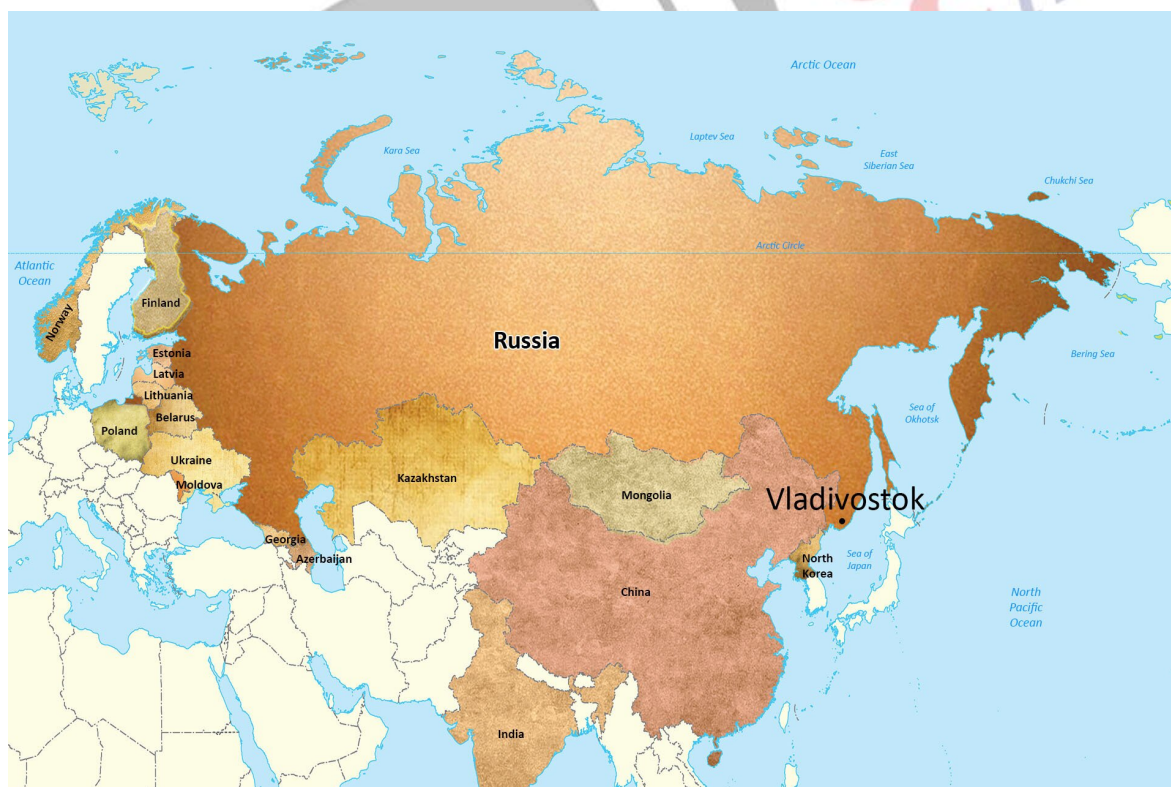 Arctic Ocean
Laptev Sea
Kara Sea
East
Siberian Sea
Chukchi Sea
Arctic Circle
Atlantic
Ocean
Norway
Finland
Russia
Estonia
Latvia
Lithuania
Belarus
Poland
Ukraine
Moldova
Kazakhstan
Mongolia
Bering Sea
Sea of
Okhotsk
Vladivostok
Georgia
Azerbaijan
North
Korea
Sea of
Japan
China
North
Pacific
Ocean
India